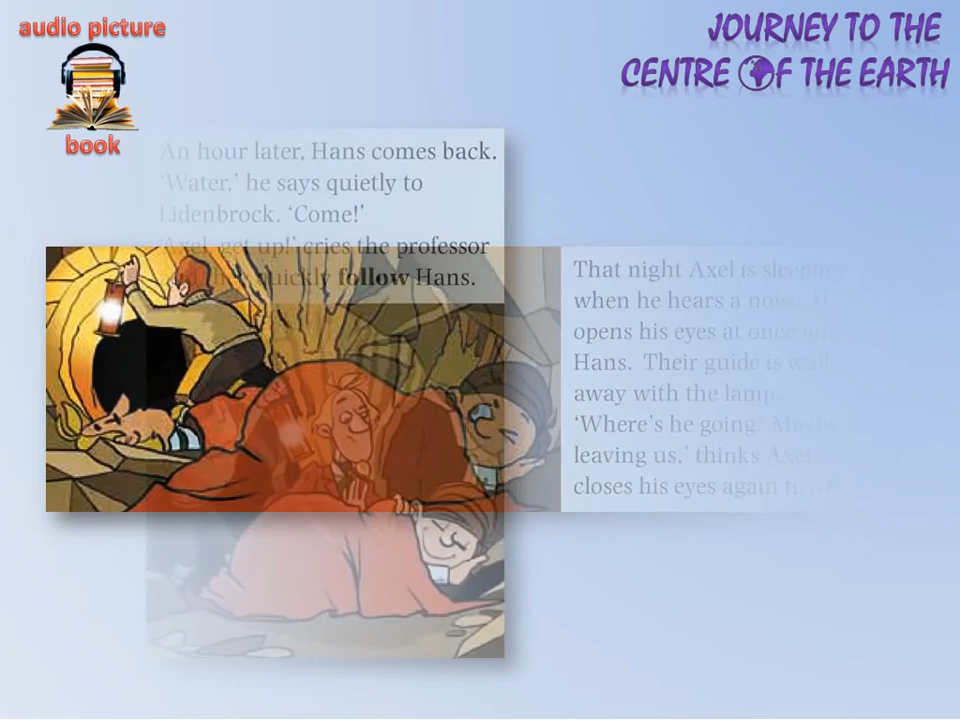 audio picture
book
JOURNEY TO THE
CENTRE OF THE EARTH
An hour later, Hans comes back.
‘Water,’ he says quietly to
Lidenbrock. ‘Come!’
‘Axel, get up!’ cries the professor
quickly follow Hans.
That night Axel is sleeping
when he hears a noise.
opens his eyes at once
Hans. Their guide is
away with the lamp.
‘Where’s he going?
leaving us,’ thinks Axel
closes his eyes again